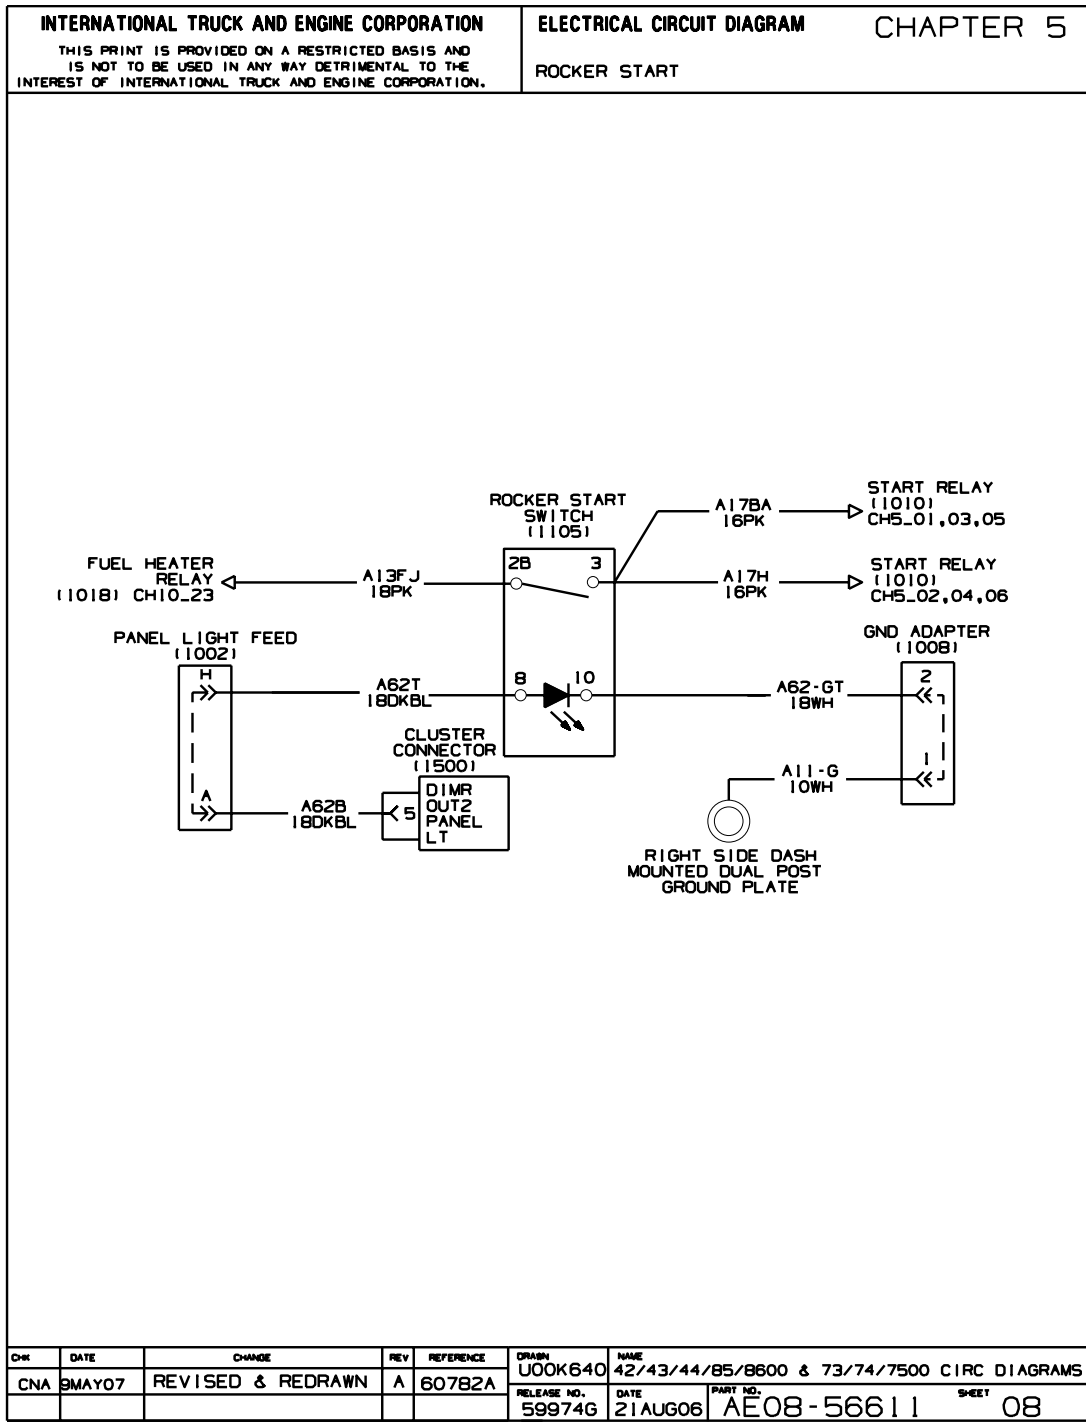 INTERNATIONAL TRUCK AND ENGINE CORPORATION
THIS PRINT IS PROVIDED ON A RESTRICTED BASIS AND
IS NOT TO BE USED IN ANY WAY DETRIMENTAL TO THE
INTEREST OF INTERNATIONAL TRUCK AND ENGINE CORPORATION.
ELECTRICAL CIRCUIT DIAGRAM
CHAPTER 5
ROCKER START
ROCKER START
SWITCH
(1105)
2B
3
A17BA
16PK
START RELAY
(1010)
CH5_01,03,05
FUEL HEATER
RELAY
(1018) CH10_23
A13FJ
18PK
A17H
16PK
START RELAY
(1010)
CH5_02,04,06
PANEL LIGHT FEED
(1002)
H
A62T
18DKBL
8
10
A62-GT
18WH
GND ADAPTER
(1008)
2
CLUSTER
CONNECTOR
(1500)
A
A62B
18DKBL
5
DIMR
OUT2
PANEL
LT
A11-G
10WH
1
RIGHT SIDE DASH
MOUNTED DUAL POST
GROUND PLATE
CHK
DATE
CHANGE
REV
REFERENCE
CNA
9MAY07
REVISED & REDRAWN
A
60782A
DRAWN
U00K640
NAME
42/43/44/85/8600 & 73/74/7500 CIRC DIAGRAMS
RELEASE NO.
59974G
DATE
21AUG06
PART NO.
AE08-56611
SHEET
08